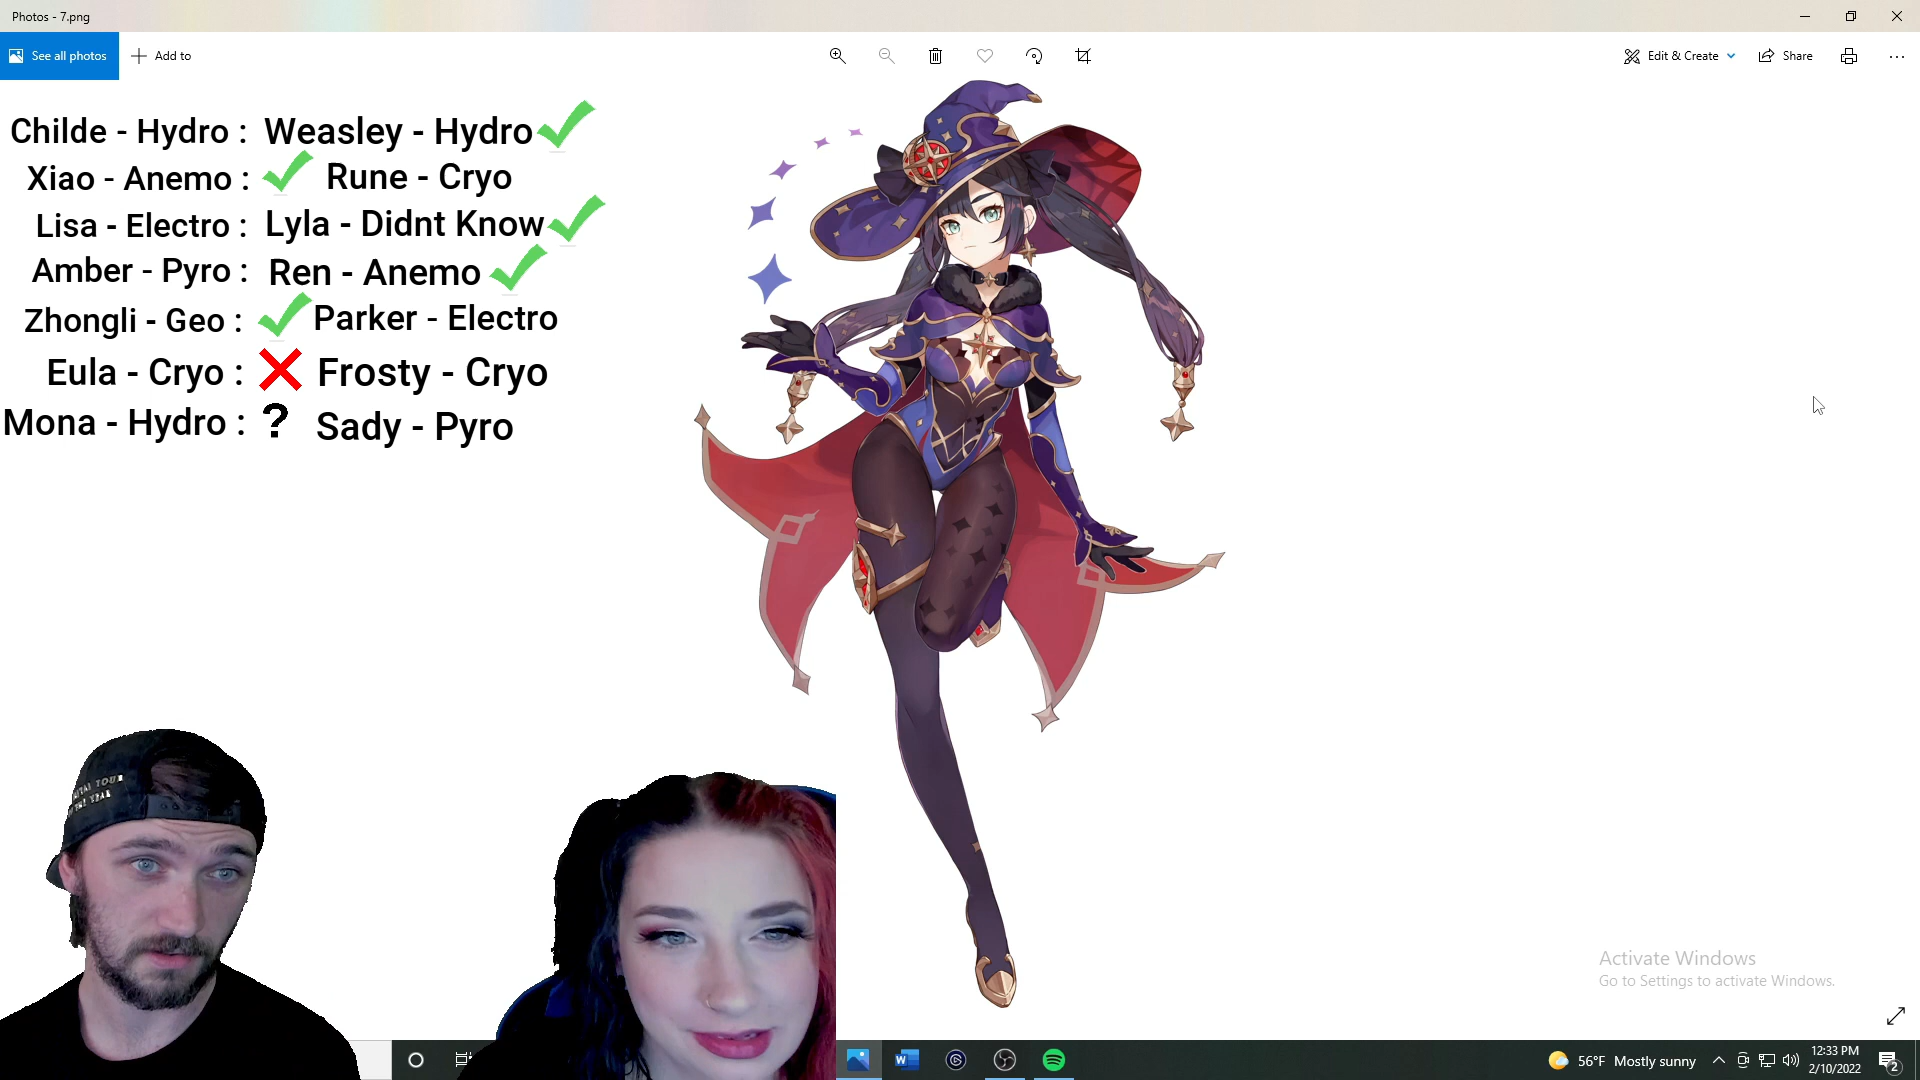 Photos - 7.png
See all photos
Add to
Edit & Create
Share
Childe - Hydro : Weasley - Hydro
Xiao - Anemo : Rune - Cryo
Lisa - Electro : Lyla - Didnt Know
Amber - Pyro : Ren - Anemo
Zhongli - Geo : Parker - Electro
Eula - Cryo : Frosty - Cryo
Mona - Hydro : ? Sady - Pyro
Activate Windows
Go to Settings to activate Windows.
56°F Mostly sunny
12:33 PM
2/10/2022
2